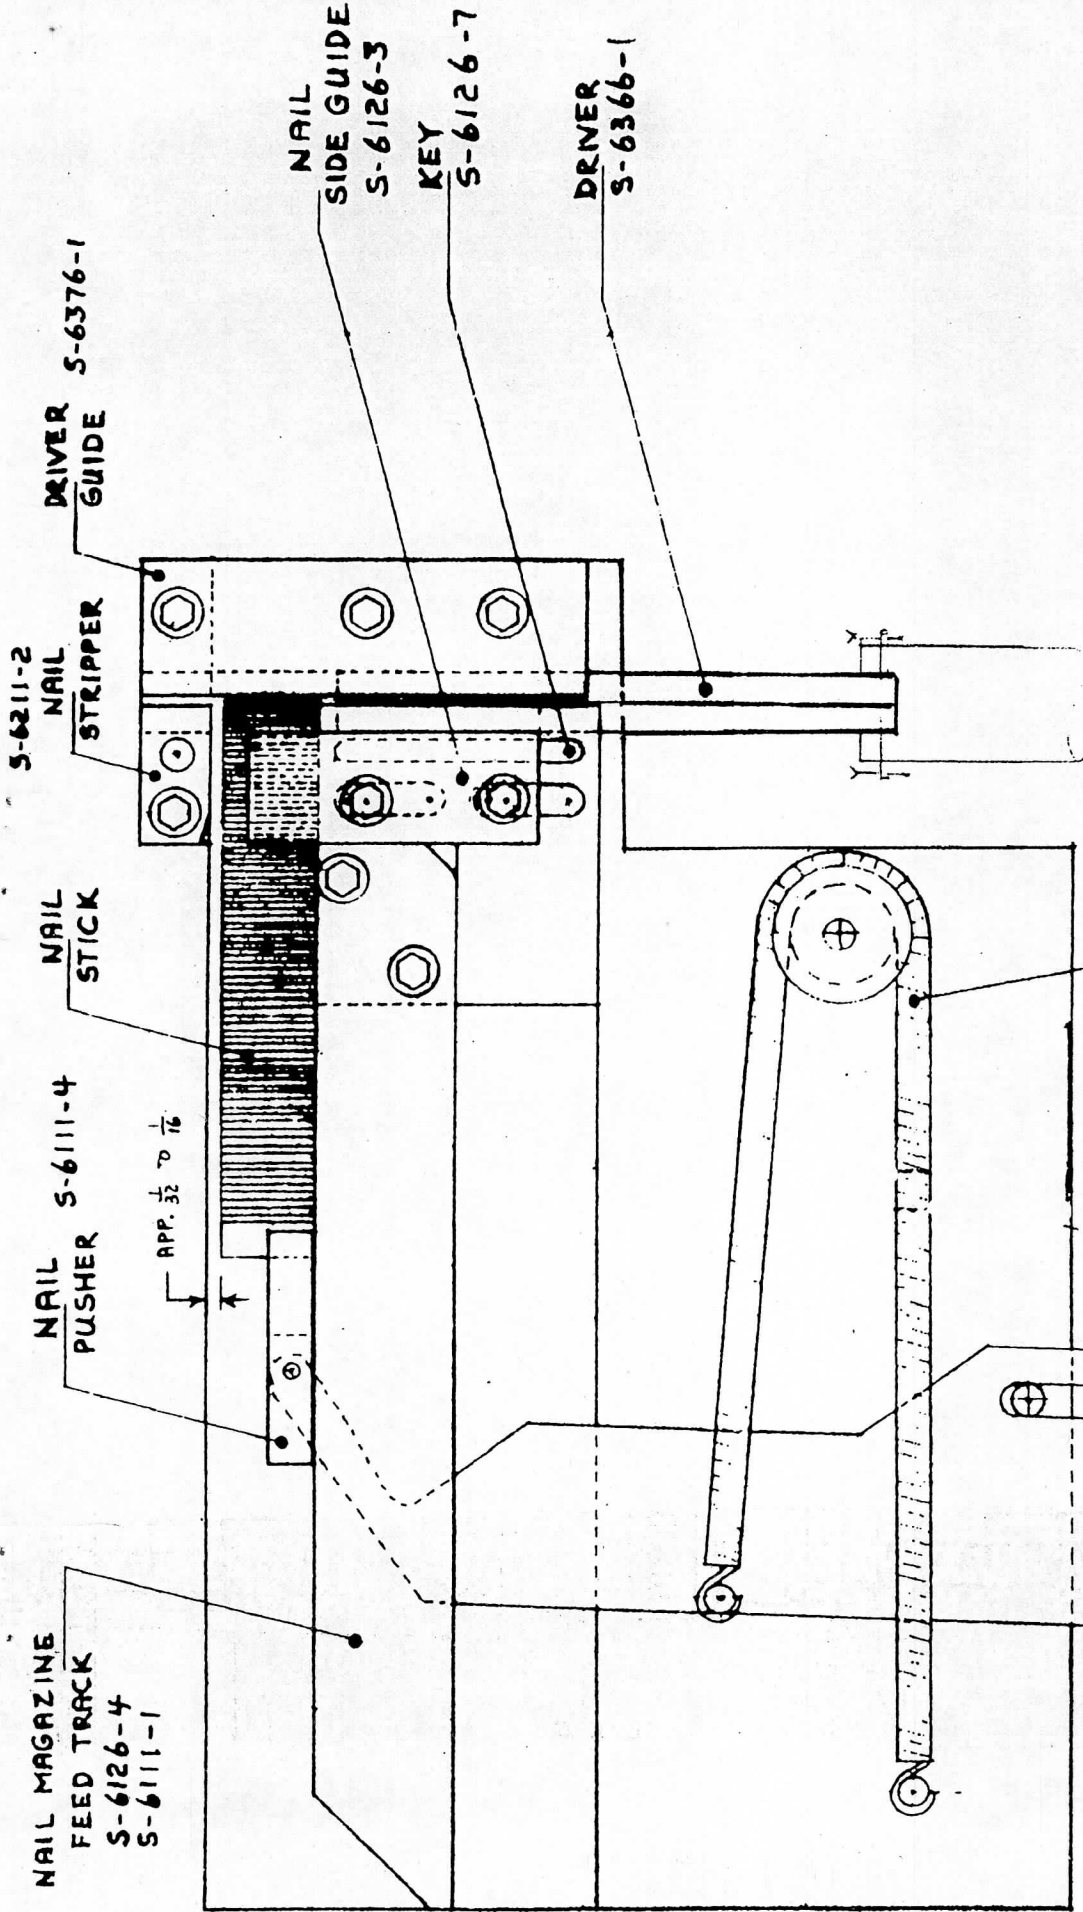 NAIL MAGAZINE
FEED TRACK
S-6126-4
S-6111-1
NAIL
PUSHER S-6111-4
APP. 1/32 TO 1/16
NAIL
STICK
S-6211-2
NAIL
STRIPPER
DRIVER
GUIDE S-6376-1
NAIL
SIDE GUIDE
S-6126-3
KEY
S-6126-7
DRIVER
S-6366-1